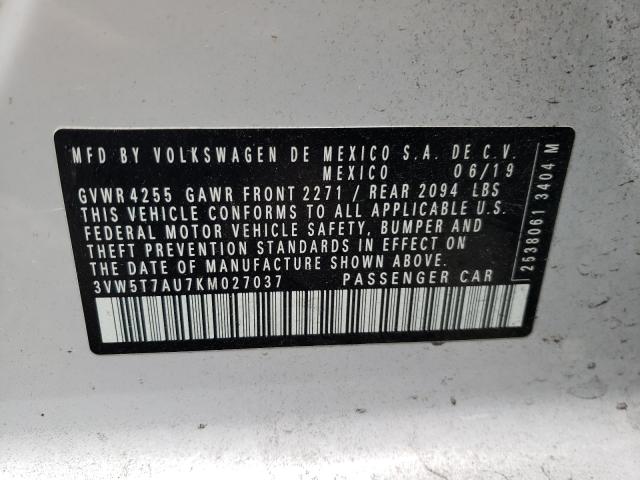 MFD BY VOLKSWAGEN DE MEXICO S.A. DE C.V.
MEXICO 06/19
GVWR 4255 GAWR FRONT 2271 / REAR 2094 LBS
THIS VEHICLE CONFORMS TO ALL APPLICABLE U.S.
FEDERAL MOTOR VEHICLE SAFETY, BUMPER AND
THEFT PREVENTION STANDARDS IN EFFECT ON
THE DATE OF MANUFACTURE SHOWN ABOVE.
3VW5T7AU7KM027037 PASSENGER CAR
2538061 3404 M